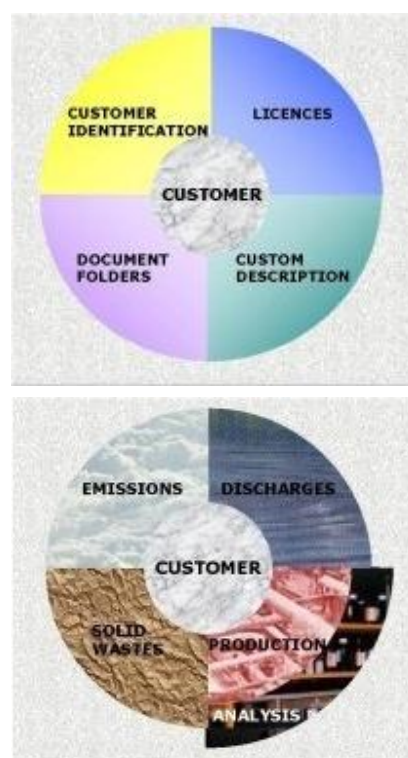 CUSTOMER
IDENTIFICATION
LICENCES
CUSTOMER
DOCUMENT
FOLDERS
CUSTOM
DESCRIPTION
EMISSIONS
DISCHARGES
CUSTOMER
SOLID
WASTES
PRODUCTION
ANALYSIS